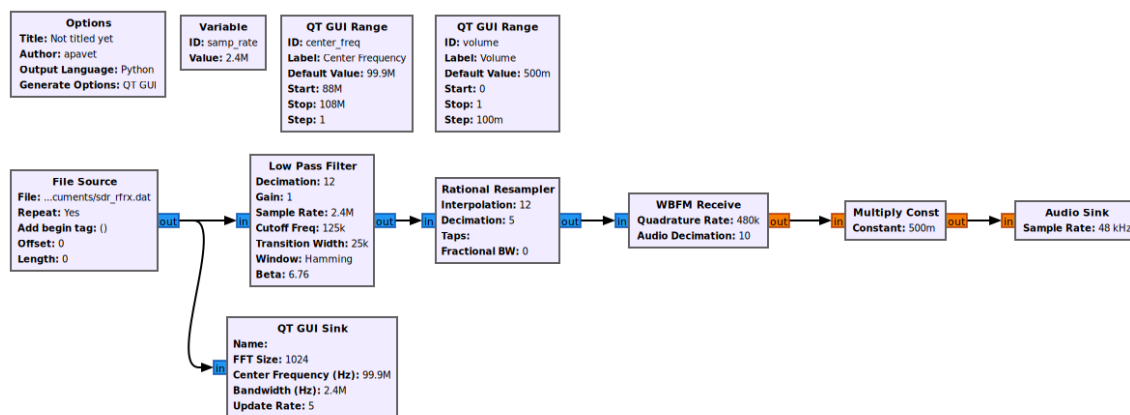 Options
Title: Not titled yet
Author: apavet
Output Language: Python
Generate Options: QT GUI
Variable
ID: samp_rate
Value: 2.4M
QT GUI Range
ID: center_freq
Label: Center Frequency
Default Value: 99.9M
Start: 88M
Stop: 108M
Step: 1
QT GUI Range
ID: volume
Label: Volume
Default Value: 500m
Start: 0
Stop: 1
Step: 100m
File Source
File: ...cuments/sdr_rfrx.dat
Repeat: Yes
Add begin tag: ()
Offset: 0
Length: 0
out
in
Low Pass Filter
Decimation: 12
Gain: 1
Sample Rate: 2.4M
Cutoff Freq: 125k
Transition Width: 25k
Window: Hamming
Beta: 6.76
out
in
Rational Resampler
Interpolation: 12
Decimation: 5
Taps:
Fractional BW: 0
out
in
WBFM Receive
Quadrature Rate: 480k
Audio Decimation: 10
out
in
Multiply Const
Constant: 500m
out
in
Audio Sink
Sample Rate: 48 kHz
in
QT GUI Sink
Name:
FFT Size: 1024
Center Frequency (Hz): 99.9M
Bandwidth (Hz): 2.4M
Update Rate: 5